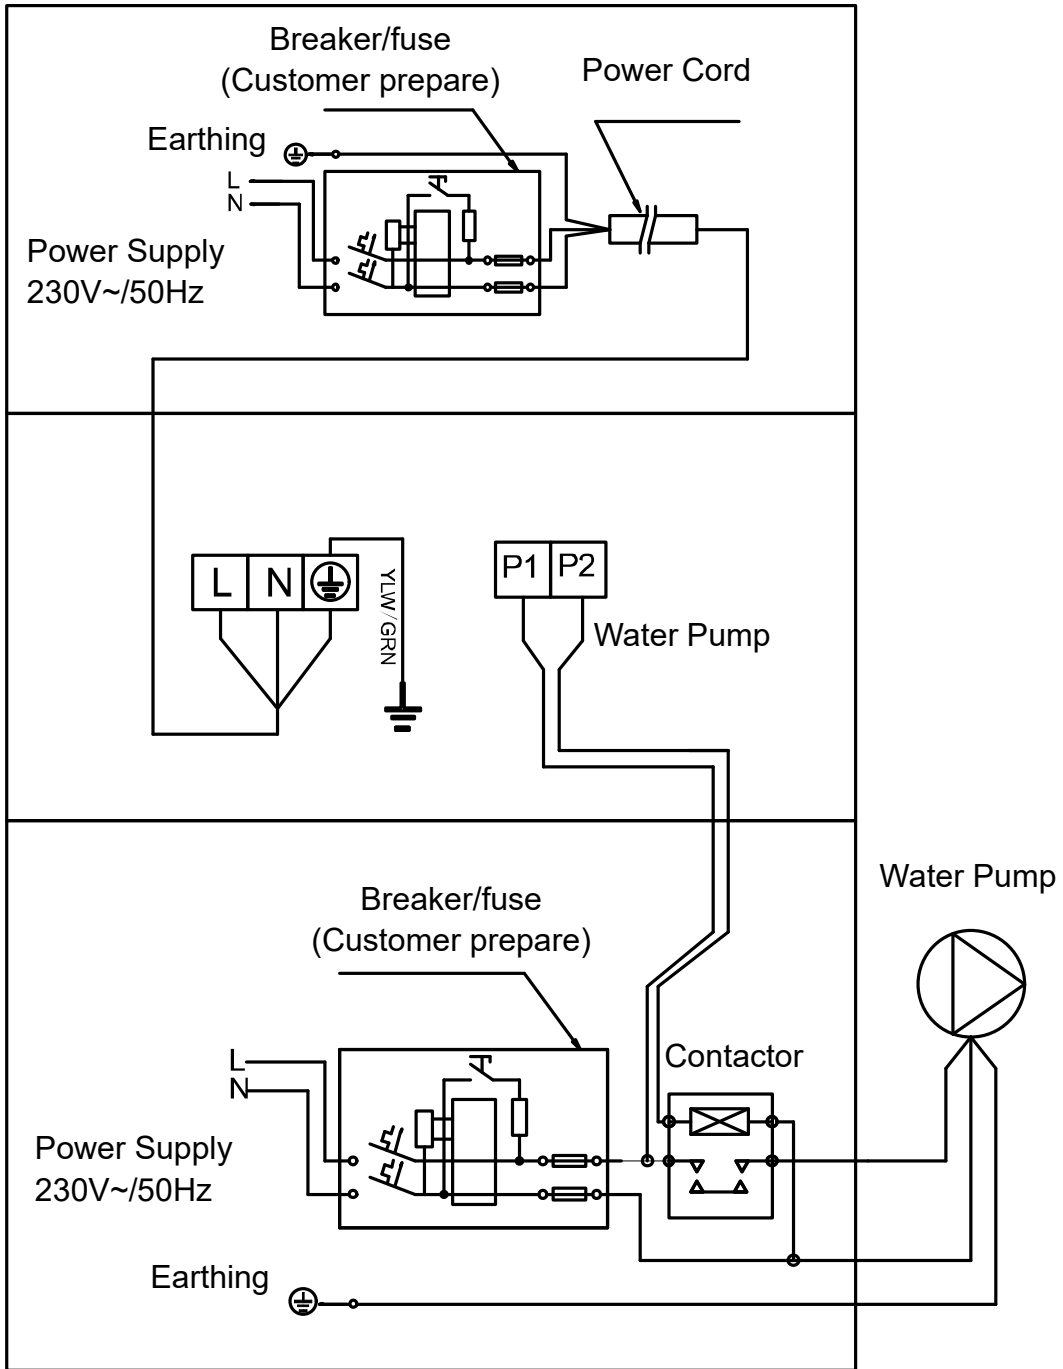 Breaker/fuse
(Customer prepare)
Power Cord
Earthing
L
N
Power Supply
230V~/50Hz
L N
YLW/GRN
P1 P2
Water Pump
Water Pump
Breaker/fuse
(Customer prepare)
L
N
Contactor
Power Supply
230V~/50Hz
Earthing